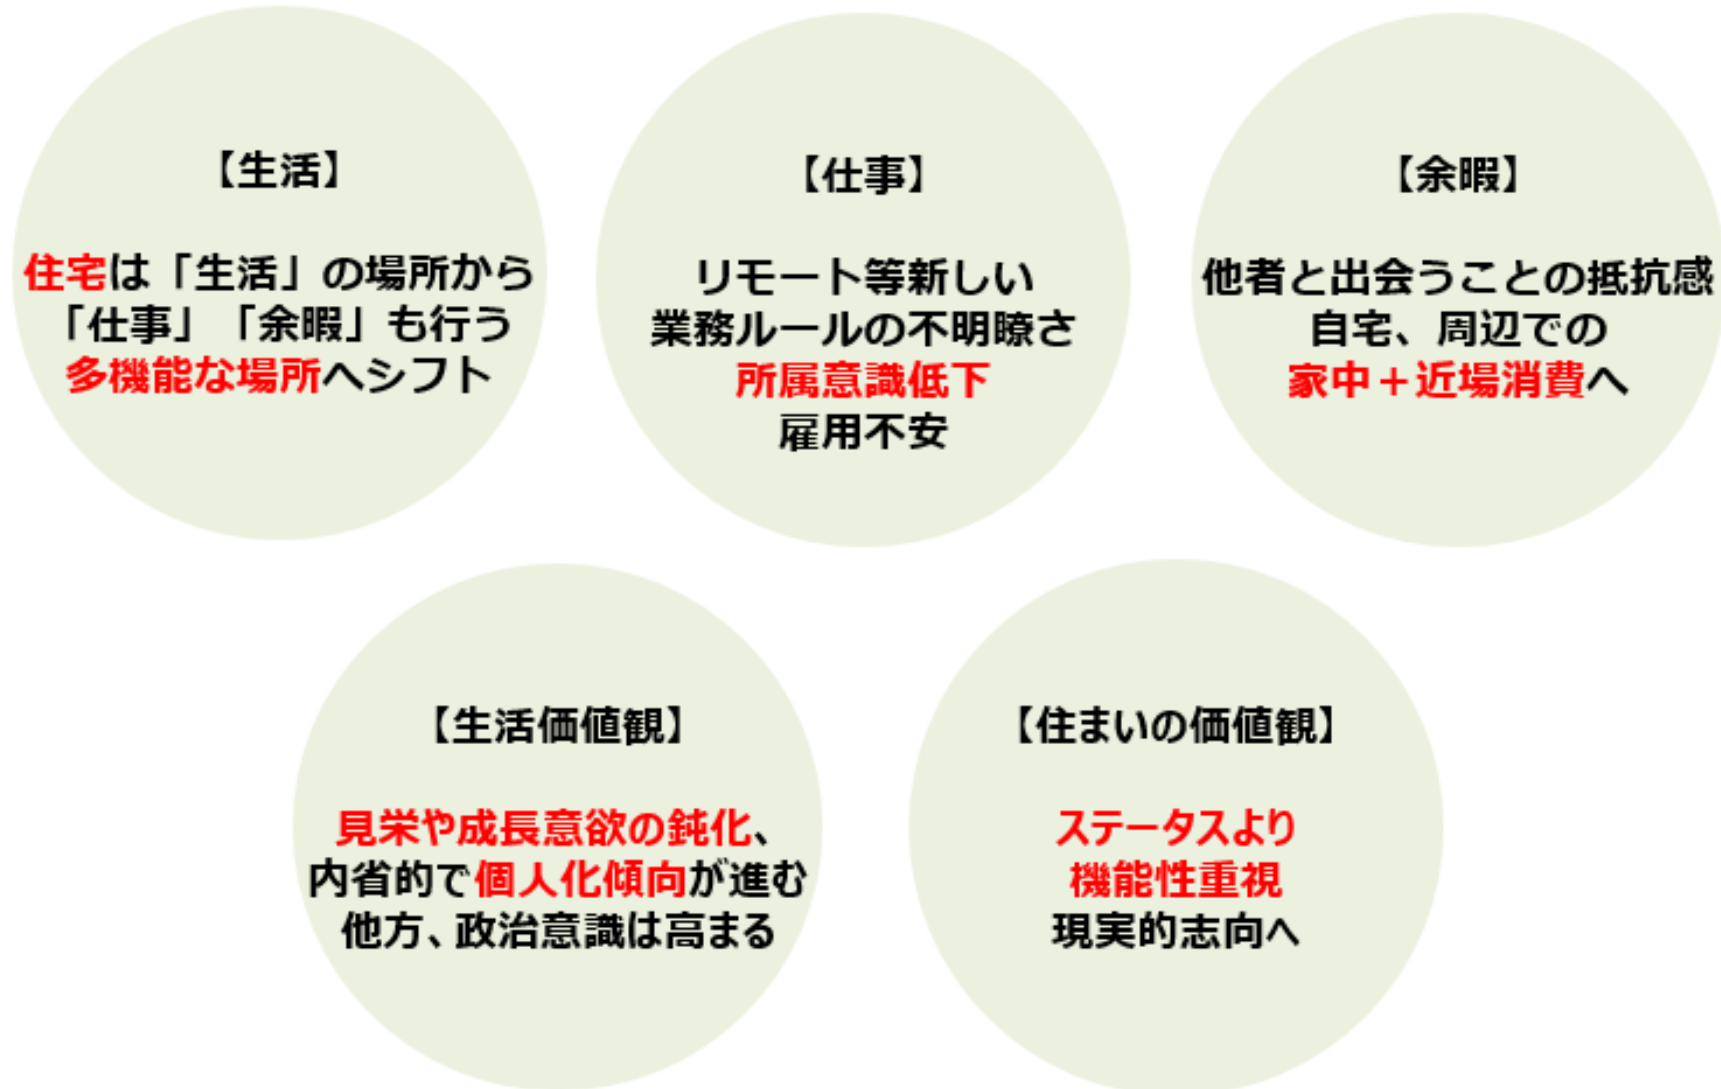 【生活】
住宅は「生活」の場所から
「仕事」「余暇」も行う
多機能な場所へシフト
【仕事】
リモート等新しい
業務ルールの不明瞭さ
所属意識低下
雇用不安
【余暇】
他者と出会うことの抵抗感
自宅、周辺での
家中＋近場消費へ
【生活価値観】
見栄や成長意欲の鈍化、
内省的で個人化傾向が進む
他方、政治意識は高まる
【住まいの価値観】
ステータスより
機能性重視
現実的志向へ